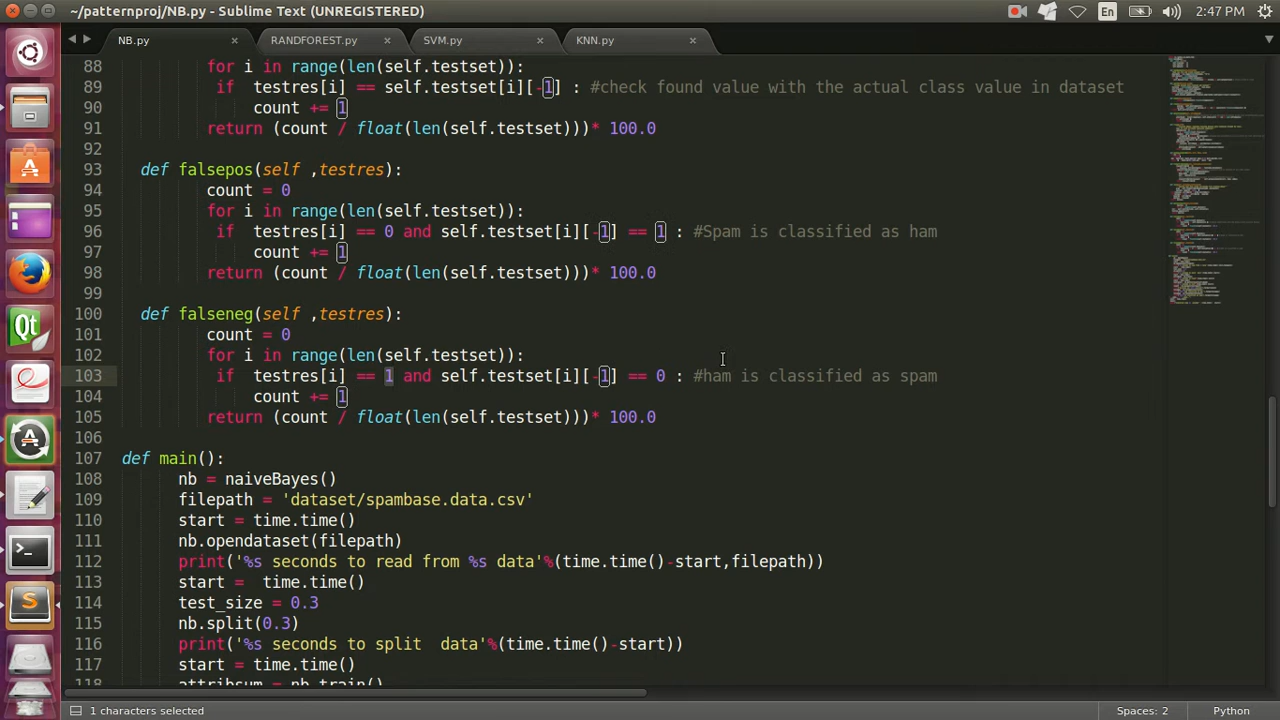 ~/patternproj/NB.py - Sublime Text (UNREGISTERED)
En
2:47 PM
NB.py
RANDFOREST.py
SVM.py
KNN.py
88 for i in range(len(self.testset)):
89 if testres[i] == self.testset[i][-1] : #check found value with the actual class value in dataset
90 count += 1
91 return (count / float(len(self.testset)))* 100.0
92
93 def falsepos(self ,testres):
94 count = 0
95 for i in range(len(self.testset)):
96 if testres[i] == 0 and self.testset[i][-1] == 1 : #Spam is classified as ham
97 count += 1
98 return (count / float(len(self.testset)))* 100.0
99
100 def falseneg(self ,testres):
101 count = 0
102 for i in range(len(self.testset)):
103 if testres[i] == 1 and self.testset[i][-1] == 0 : #ham is classified as spam
104 count += 1
105 return (count / float(len(self.testset)))* 100.0
106
107 def main():
108 nb = naiveBayes()
109 filepath = 'dataset/spambase.data.csv'
110 start = time.time()
111 nb.opendataset(filepath)
112 print('%s seconds to read from %s data'%(time.time()-start,filepath))
113 start = time.time()
114 test_size = 0.3
115 nb.split(0.3)
116 print('%s seconds to split data'%(time.time()-start))
117 start = time.time()
118 attribsum = nb.train()
1 characters selected
Spaces: 2
Python